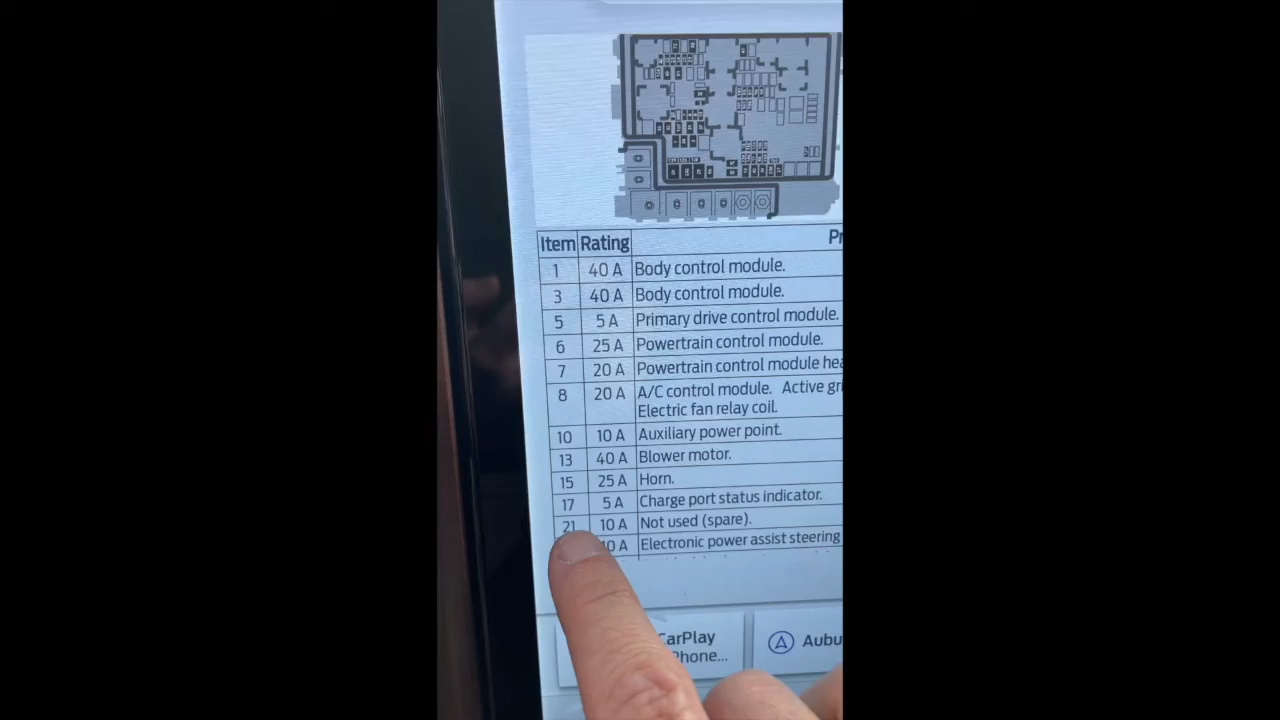 Item Rating
1 40 A Body control module.
3 40 A Body control module.
5 5 A Primary drive control module.
6 25 A Powertrain control module.
7 20 A Powertrain control module
8 20 A A/C control module. Active
Electric fan relay coil.
10 10 A Auxiliary power point.
13 40 A Blower motor.
15 25 A Horn.
17 5 A Charge port status indicator.
21 10 A Not used (spare).
Electronic power assist steering
CarPlay
Phone...